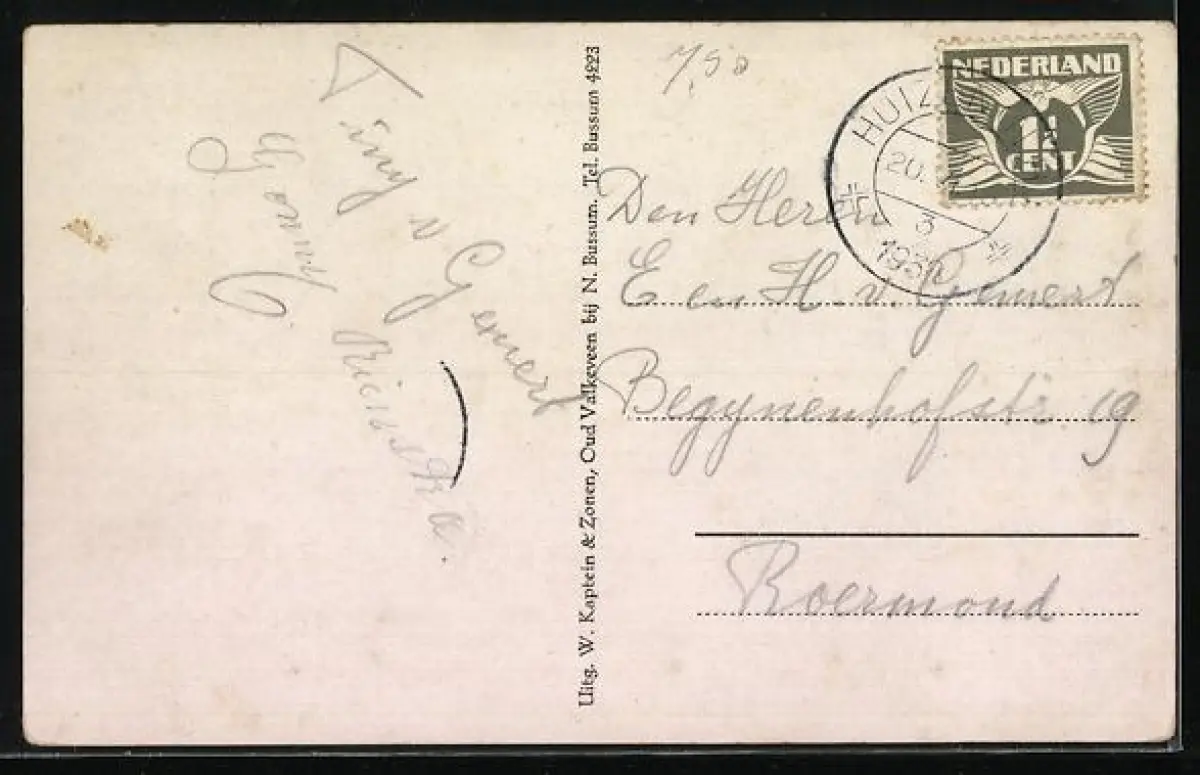 Tiny v Gemert
Uitg. W. Kaptein & Zonen, Oud Valkeveen bij N. Bussum. Tel. Bussum 4223
7,50
NEDERLAND
1½
CENT
HUIZ
20.
3
193
Den Heren
E en H. v. Gemert
Begynenhofstr 19
Roermond